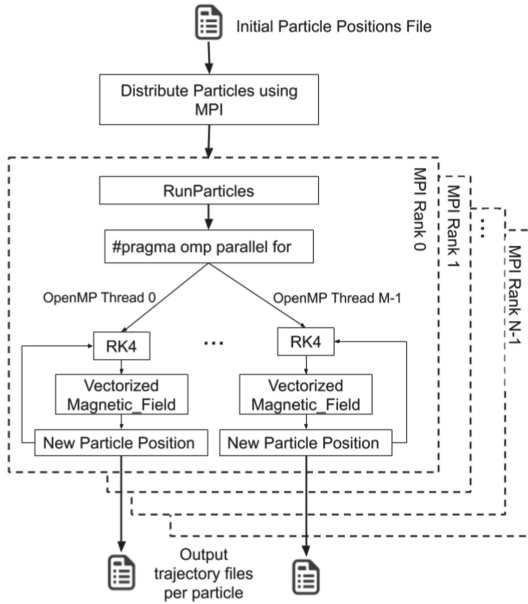 Initial Particle Positions File
Distribute Particles using
MPI
MPI Rank 0
MPI Rank 1
...
MPI Rank N-1
RunParticles
#pragma omp parallel for
OpenMP Thread 0
OpenMP Thread M-1
RK4
...
RK4
Vectorized
Magnetic_Field
Vectorized
Magnetic_Field
New Particle Position
New Particle Position
Output
trajectory files
per particle